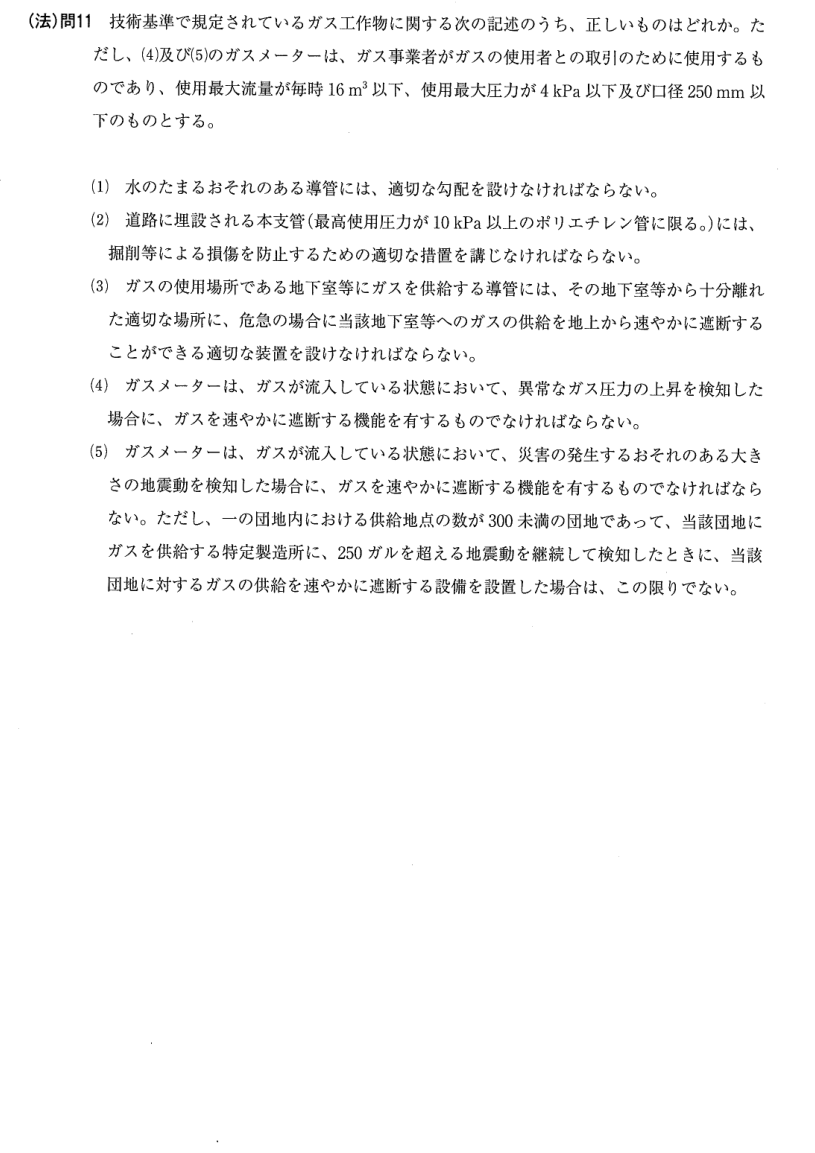 (法)問11 技術基準で規定されているガス工作物に関する次の記述のうち、正しいものはどれか。た
だし、(4)及び(5)のガスメーターは、ガス事業者がガスの使用者との取引のために使用するも
のであり、使用最大流量が毎時 16 m³ 以下、使用最大圧力が 4 kPa 以下及び口径 250 mm 以
下のものとする。
(1) 水のたまるおそれのある導管には、適切な勾配を設けなければならない。
(2) 道路に埋設される本支管(最高使用圧力が 10 kPa 以上のポリエチレン管に限る。)には、
掘削等による損傷を防止するための適切な措置を講じなければならない。
(3) ガスの使用場所である地下室等にガスを供給する導管には、その地下室等から十分離れ
た適切な場所に、危急の場合に当該地下室等へのガスの供給を地上から速やかに遮断する
ことができる適切な装置を設けなければならない。
(4) ガスメーターは、ガスが流入している状態において、異常なガス圧力の上昇を検知した
場合に、ガスを速やかに遮断する機能を有するものでなければならない。
(5) ガスメーターは、ガスが流入している状態において、災害の発生するおそれのある大き
さの地震動を検知した場合に、ガスを速やかに遮断する機能を有するものでなければなら
ない。ただし、一の団地内における供給地点の数が 300 未満の団地であって、当該団地に
ガスを供給する特定製造所に、250 ガルを超える地震動を継続して検知したときに、当該
団地に対するガスの供給を速やかに遮断する設備を設置した場合は、この限りでない。